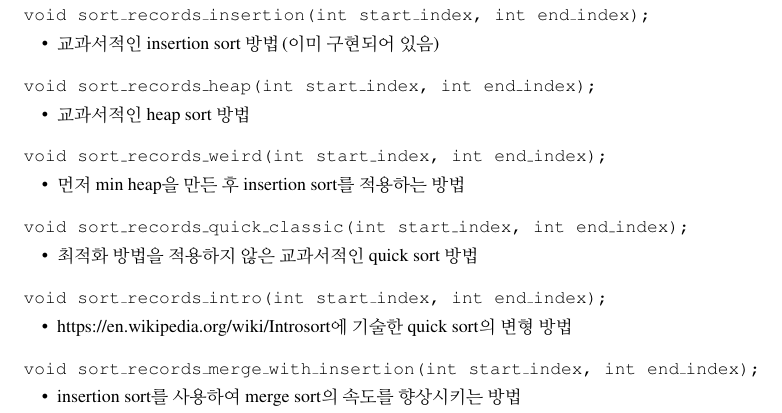 void sort_records_insertion(int start_index, int end_index);
• 교과서적인 insertion sort 방법 (이미 구현되어 있음)
void sort_records_heap(int start_index, int end_index);
• 교과서적인 heap sort 방법
void sort_records_weird(int start_index, int end_index);
• 먼저 min heap을 만든 후 insertion sort를 적용하는 방법
void sort_records_quick_classic(int start_index, int end_index);
• 최적화 방법을 적용하지 않은 교과서적인 quick sort 방법
void sort_records_intro(int start_index, int end_index);
• https://en.wikipedia.org/wiki/Introsort에 기술한 quick sort의 변형 방법
void sort_records_merge_with_insertion(int start_index, int end_index);
• insertion sort를 사용하여 merge sort의 속도를 향상시키는 방법